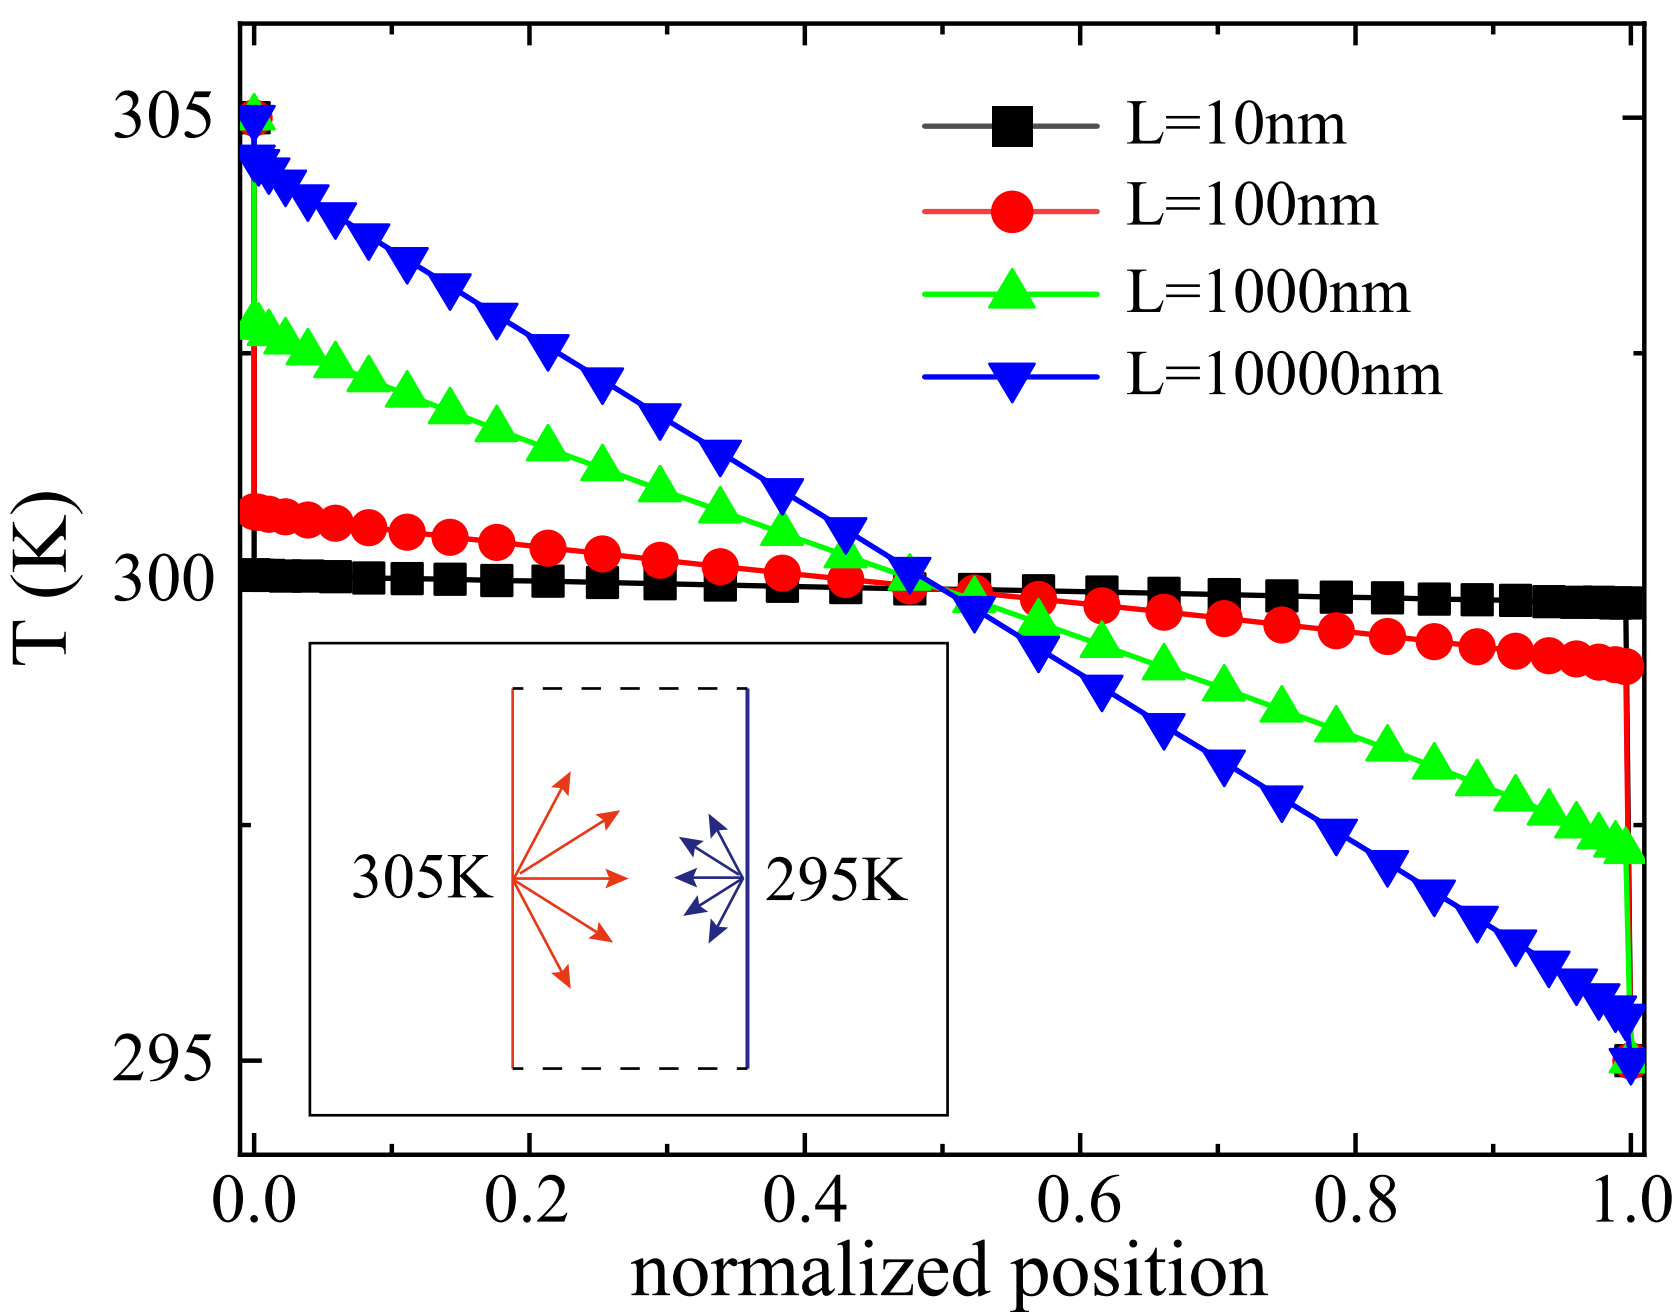 305
300
295
T (K)
L=10nm
L=100nm
L=1000nm
L=10000nm
305K
295K
0.0 0.2 0.4 0.6 0.8 1.0
normalized position